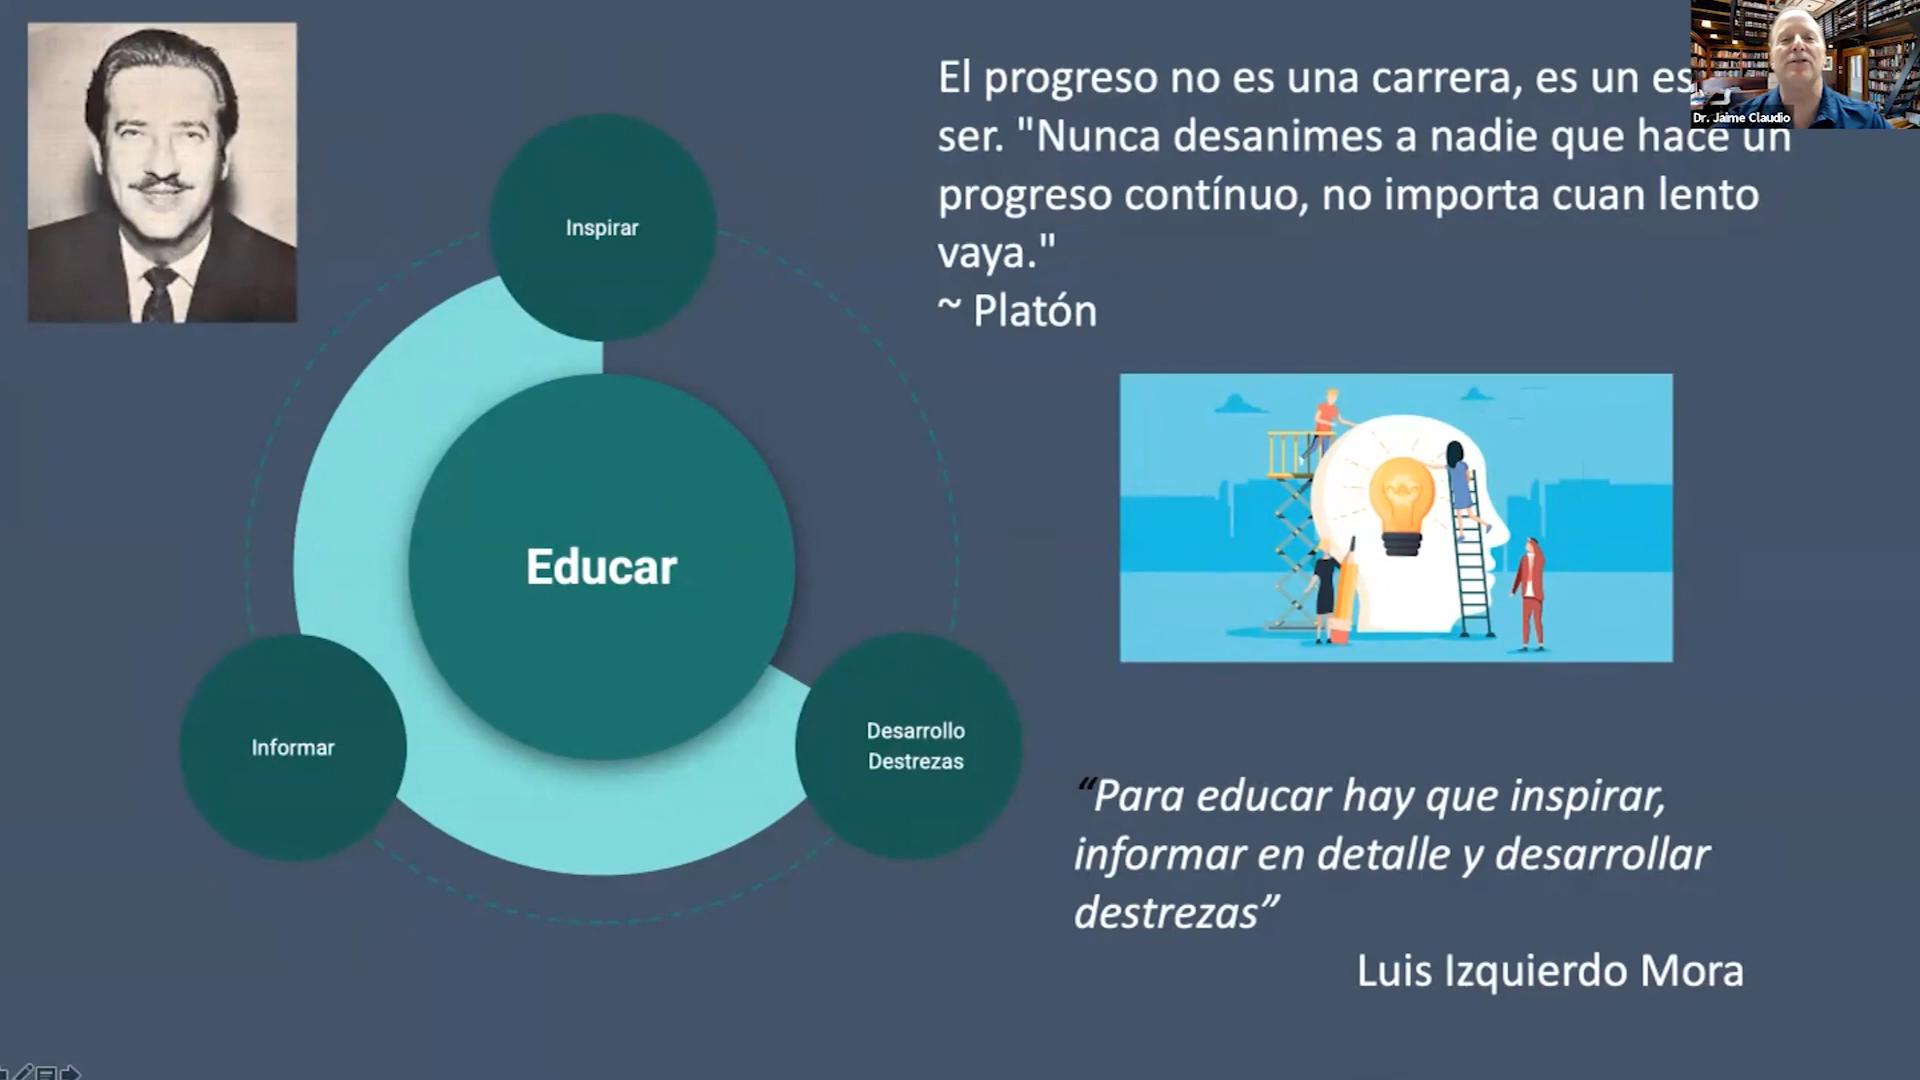 El progreso no es una carrera, es un es
ser. "Nunca desanimes a nadie que hace un
progreso contínuo, no importa cuan lento
vaya."
~ Platón
Dr. Jaime Claudio
Inspirar
Educar
Informar
Desarrollo
Destrezas
“Para educar hay que inspirar,
informar en detalle y desarrollar
destrezas”
Luis Izquierdo Mora